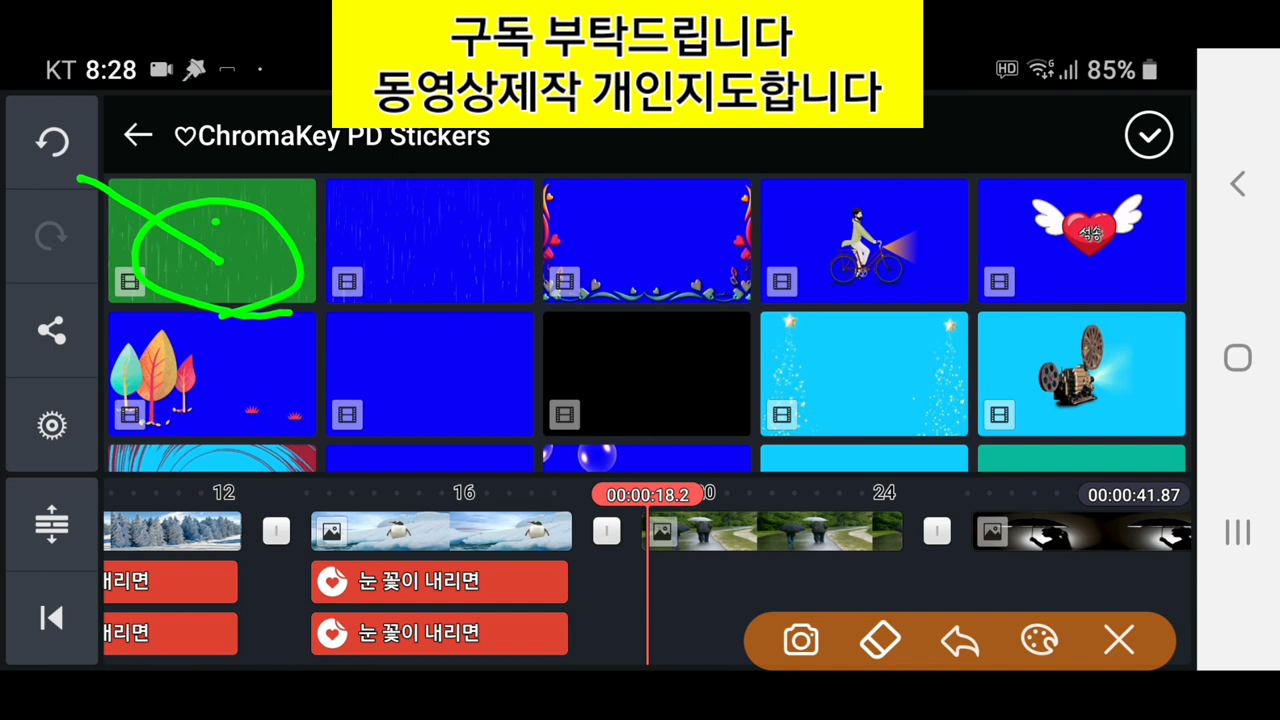 구독 부탁드립니다
동영상제작 개인지도합니다
KT 8:28
HD
85%
♡ChromaKey PD Stickers
석송
12
16
00:00:18.2
24
00:00:41.87
내리면
눈 꽃이 내리면
내리면
눈 꽃이 내리면